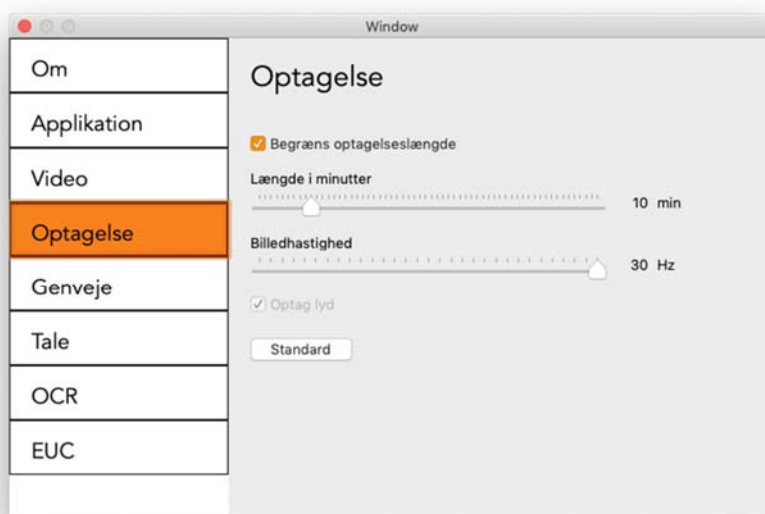 Window
Om
Applikation
Video
Optagelse
Genveje
Tale
OCR
EUC
Optagelse
Begræns optagelseslængde
Længde i minutter
10 min
Billedhastighed
30 Hz
Optag lyd
Standard